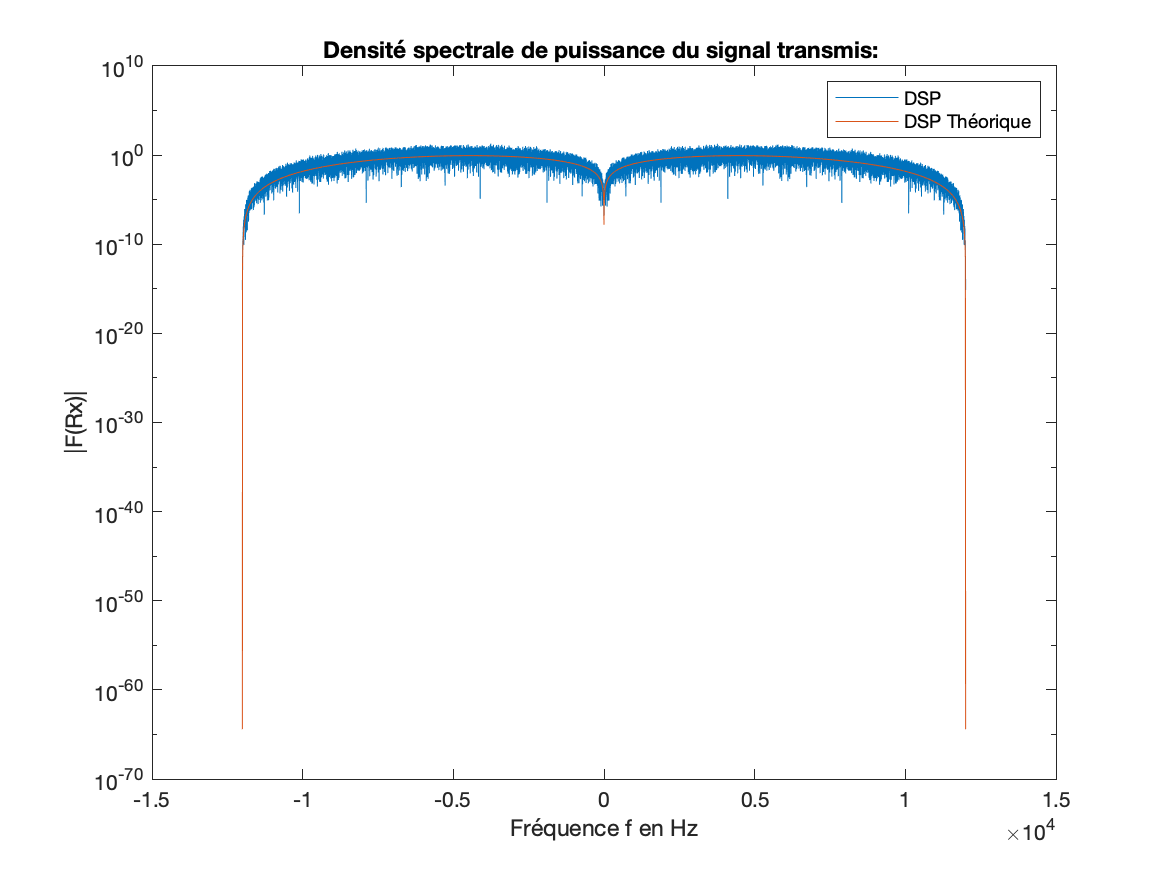 Densité spectrale de puissance du signal transmis:
DSP
DSP Théorique
10^10
10^0
10^-10
10^-20
10^-30
10^-40
10^-50
10^-60
10^-70
|F(Rx)|
-1.5 -1 -0.5 0 0.5 1 1.5
×10^4
Fréquence f en Hz